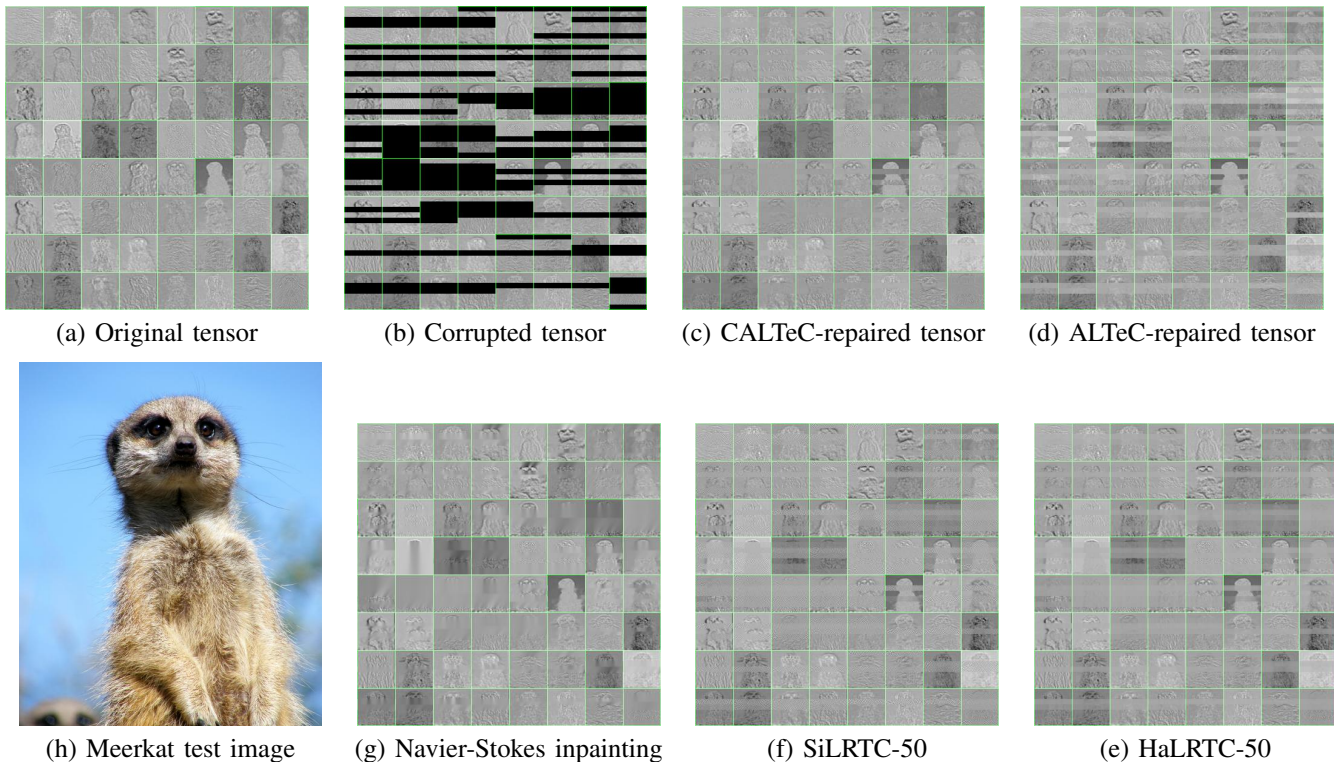 (a) Original tensor
(b) Corrupted tensor
(c) CALTeC-repaired tensor
(d) ALTeC-repaired tensor
(h) Meerkat test image
(g) Navier-Stokes inpainting
(f) SiLRTC-50
(e) HaLRTC-50